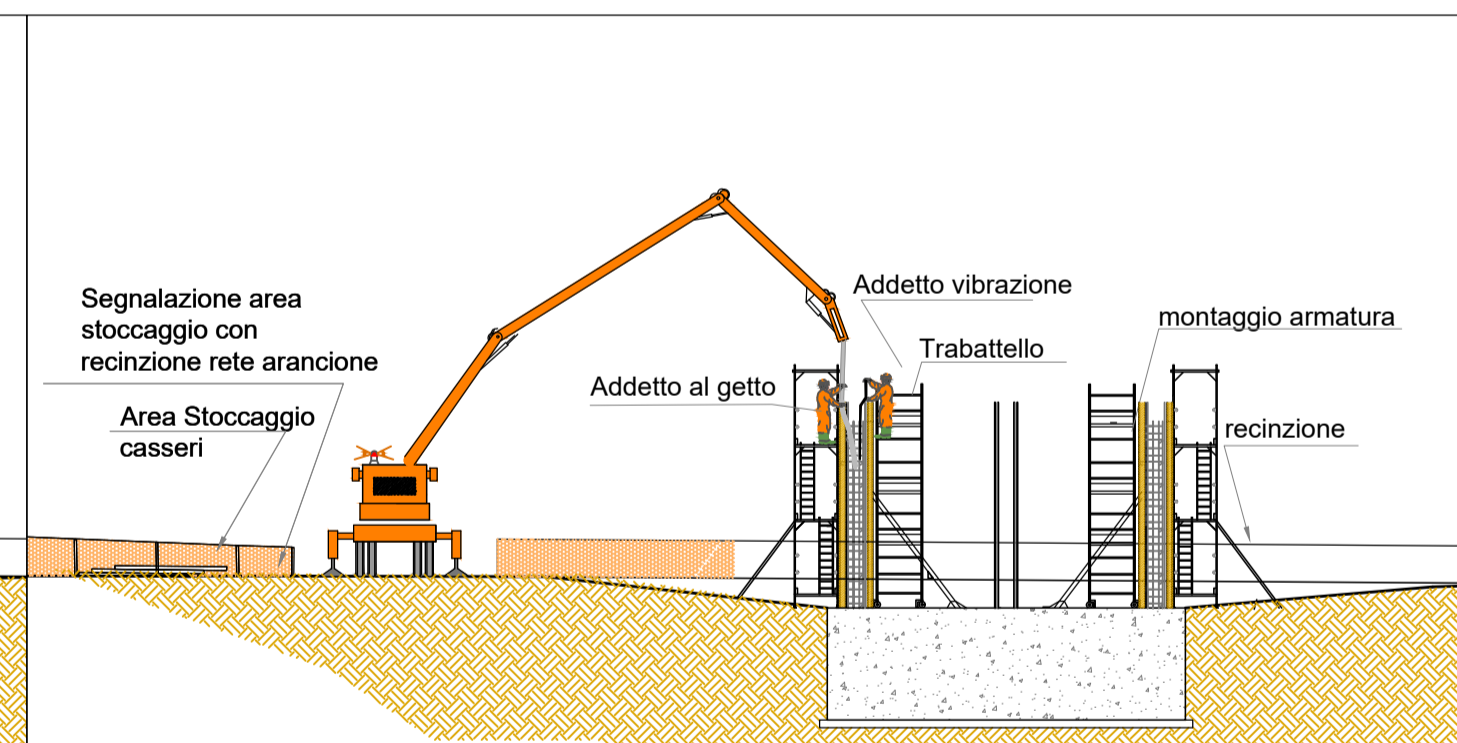 Segnalazione area
stoccaggio con
recinzione rete arancione
Area Stoccaggio
casseri
Addetto al getto
Addetto vibrazione
Trabattello
montaggio armatura
recinzione